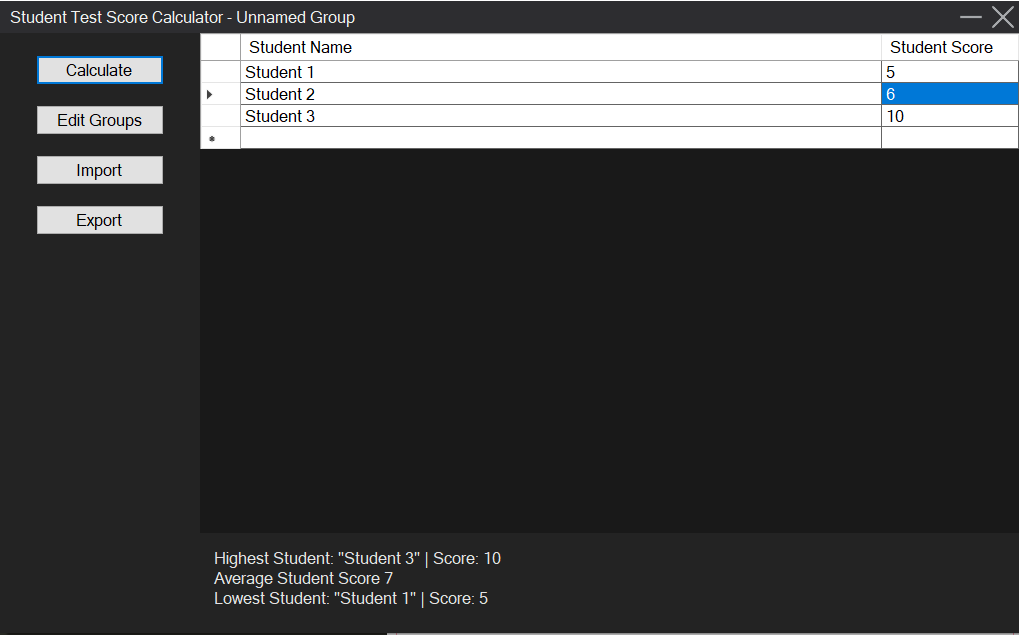 Student Test Score Calculator - Unnamed Group
Calculate
Edit Groups
Import
Export
Student Name Student Score
Student 1 5
Student 2 6
Student 3 10
Highest Student: "Student 3" | Score: 10
Average Student Score 7
Lowest Student: "Student 1" | Score: 5